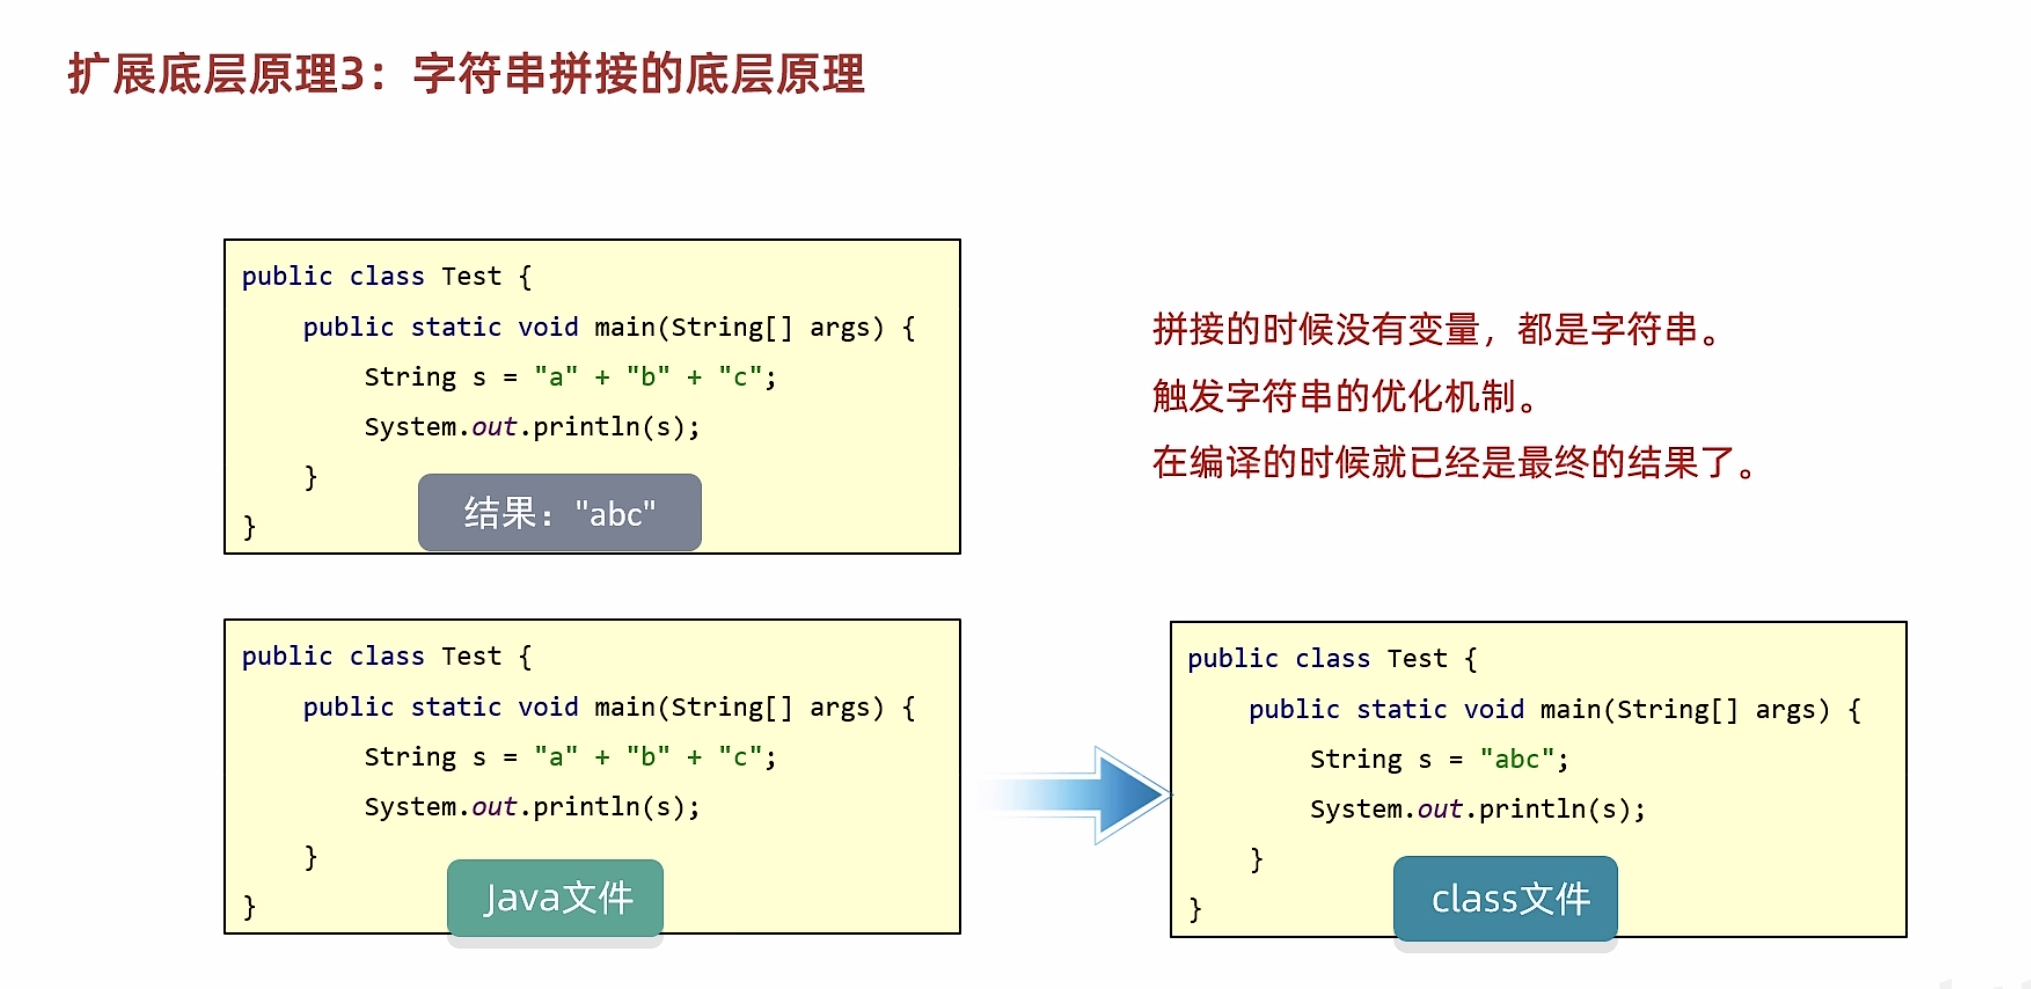 扩展底层原理3：字符串拼接的底层原理
public class Test {
public static void main(String[] args) {
String s = "a" + "b" + "c";
System.out.println(s);
}
}
结果："abc"
拼接的时候没有变量，都是字符串。
触发字符串的优化机制。
在编译的时候就已经是最终的结果了。
public class Test {
public static void main(String[] args) {
String s = "a" + "b" + "c";
System.out.println(s);
}
}
Java文件
public class Test {
public static void main(String[] args) {
String s = "abc";
System.out.println(s);
}
}
class文件